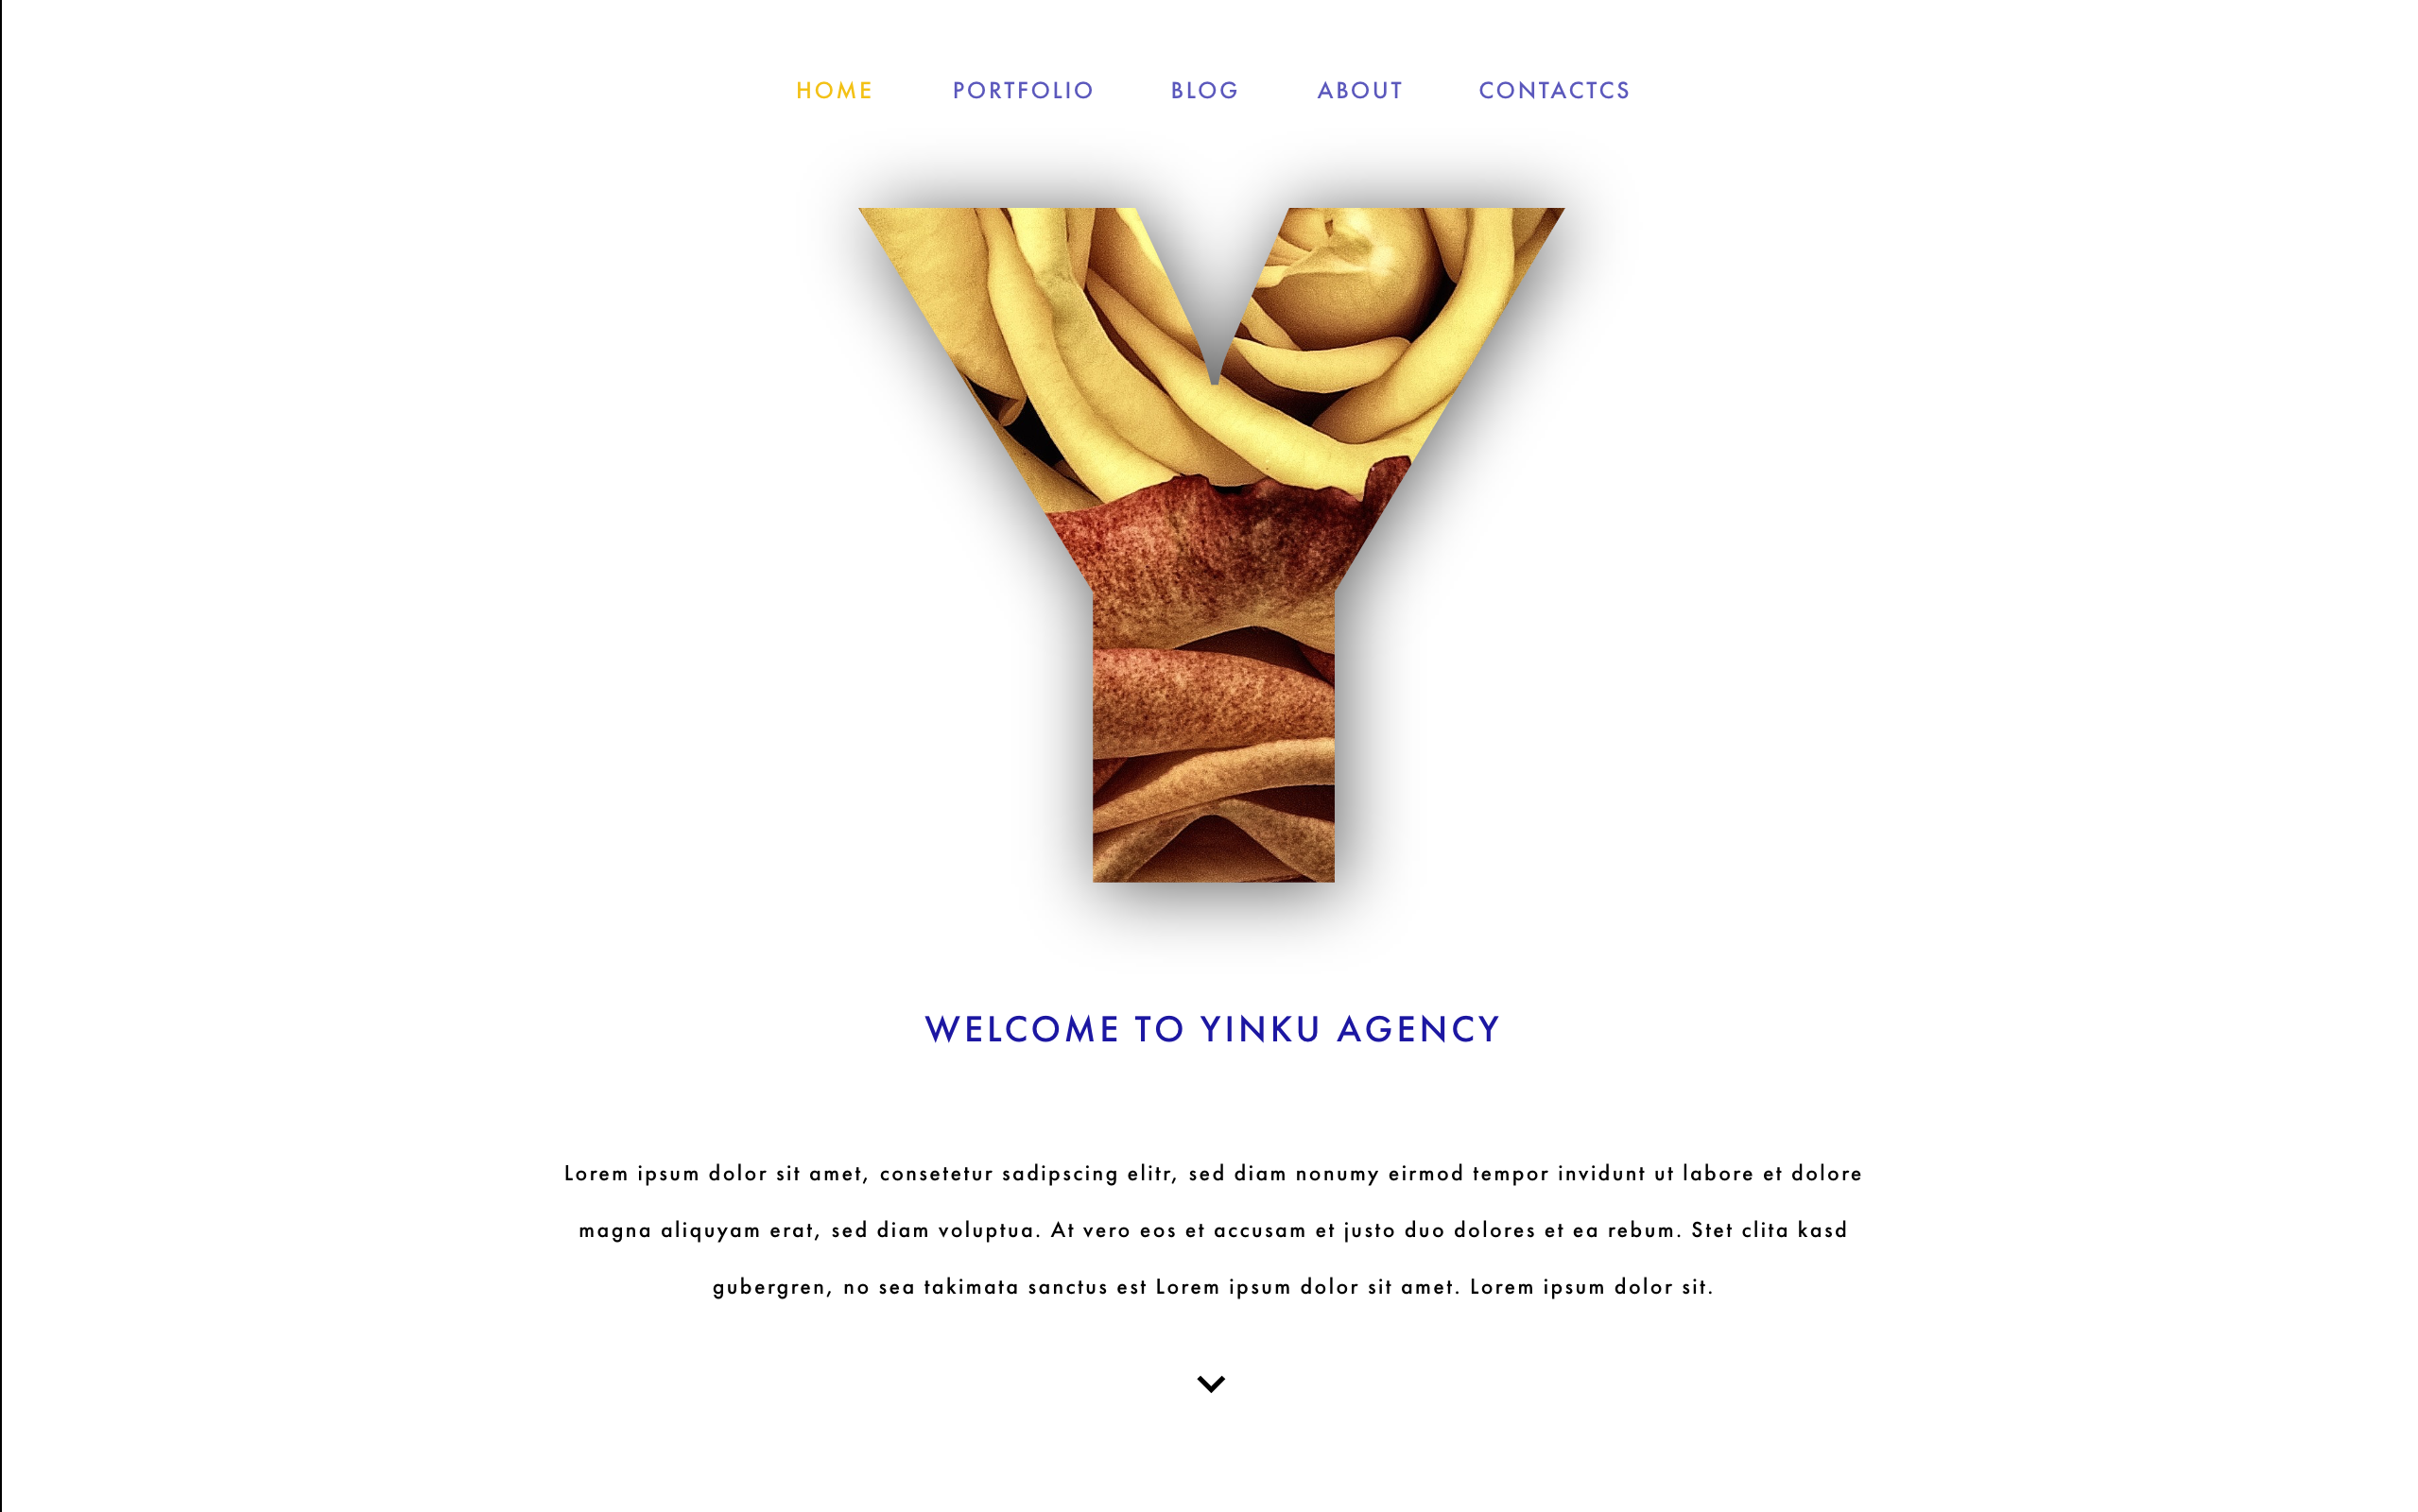 HOME PORTFOLIO BLOG ABOUT CONTACTCS
Y
WELCOME TO YINKU AGENCY
Lorem ipsum dolor sit amet, consetetur sadipscing elitr, sed diam nonumy eirmod tempor invidunt ut labore et dolore
magna aliquyam erat, sed diam voluptua. At vero eos et accusam et justo duo dolores et ea rebum. Stet clita kasd
gubergren, no sea takimata sanctus est Lorem ipsum dolor sit amet. Lorem ipsum dolor sit.